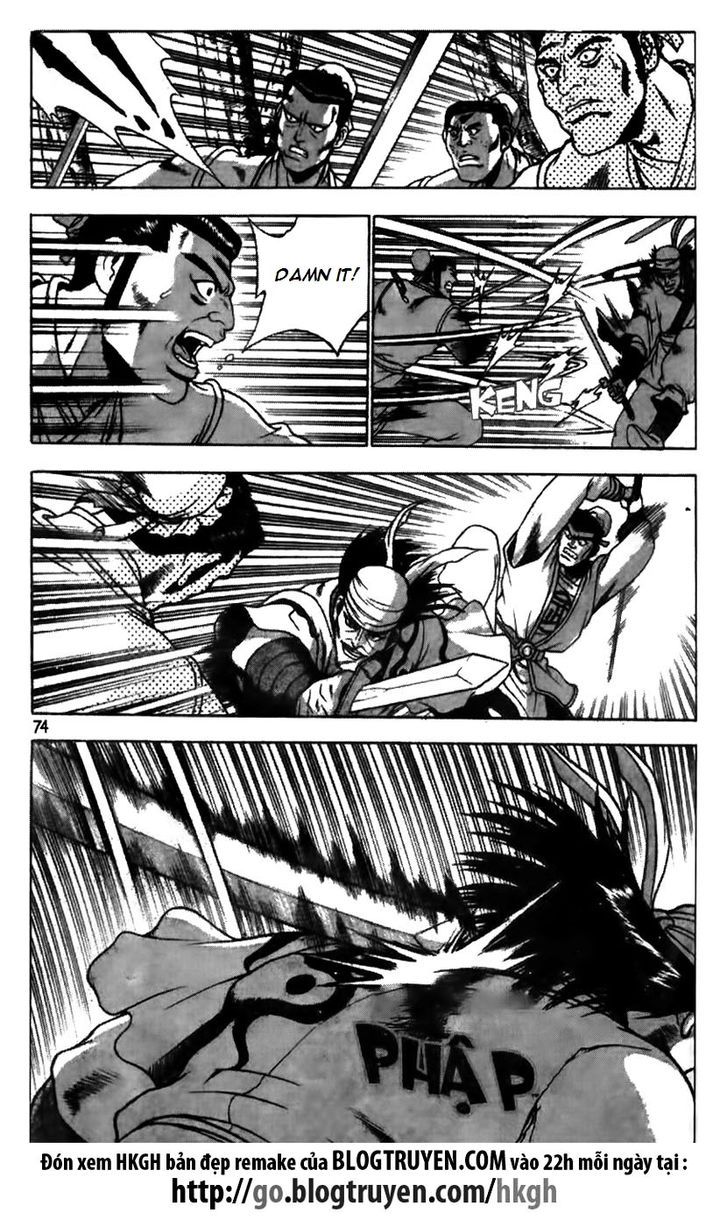 DAMN IT!
KENG
74
PHẬP
Đón xem HKGH bản đẹp remake của BLOGTRUYEN.COM vào 22h mỗi ngày tại :
http://go.blogtruyen.com/hkgh